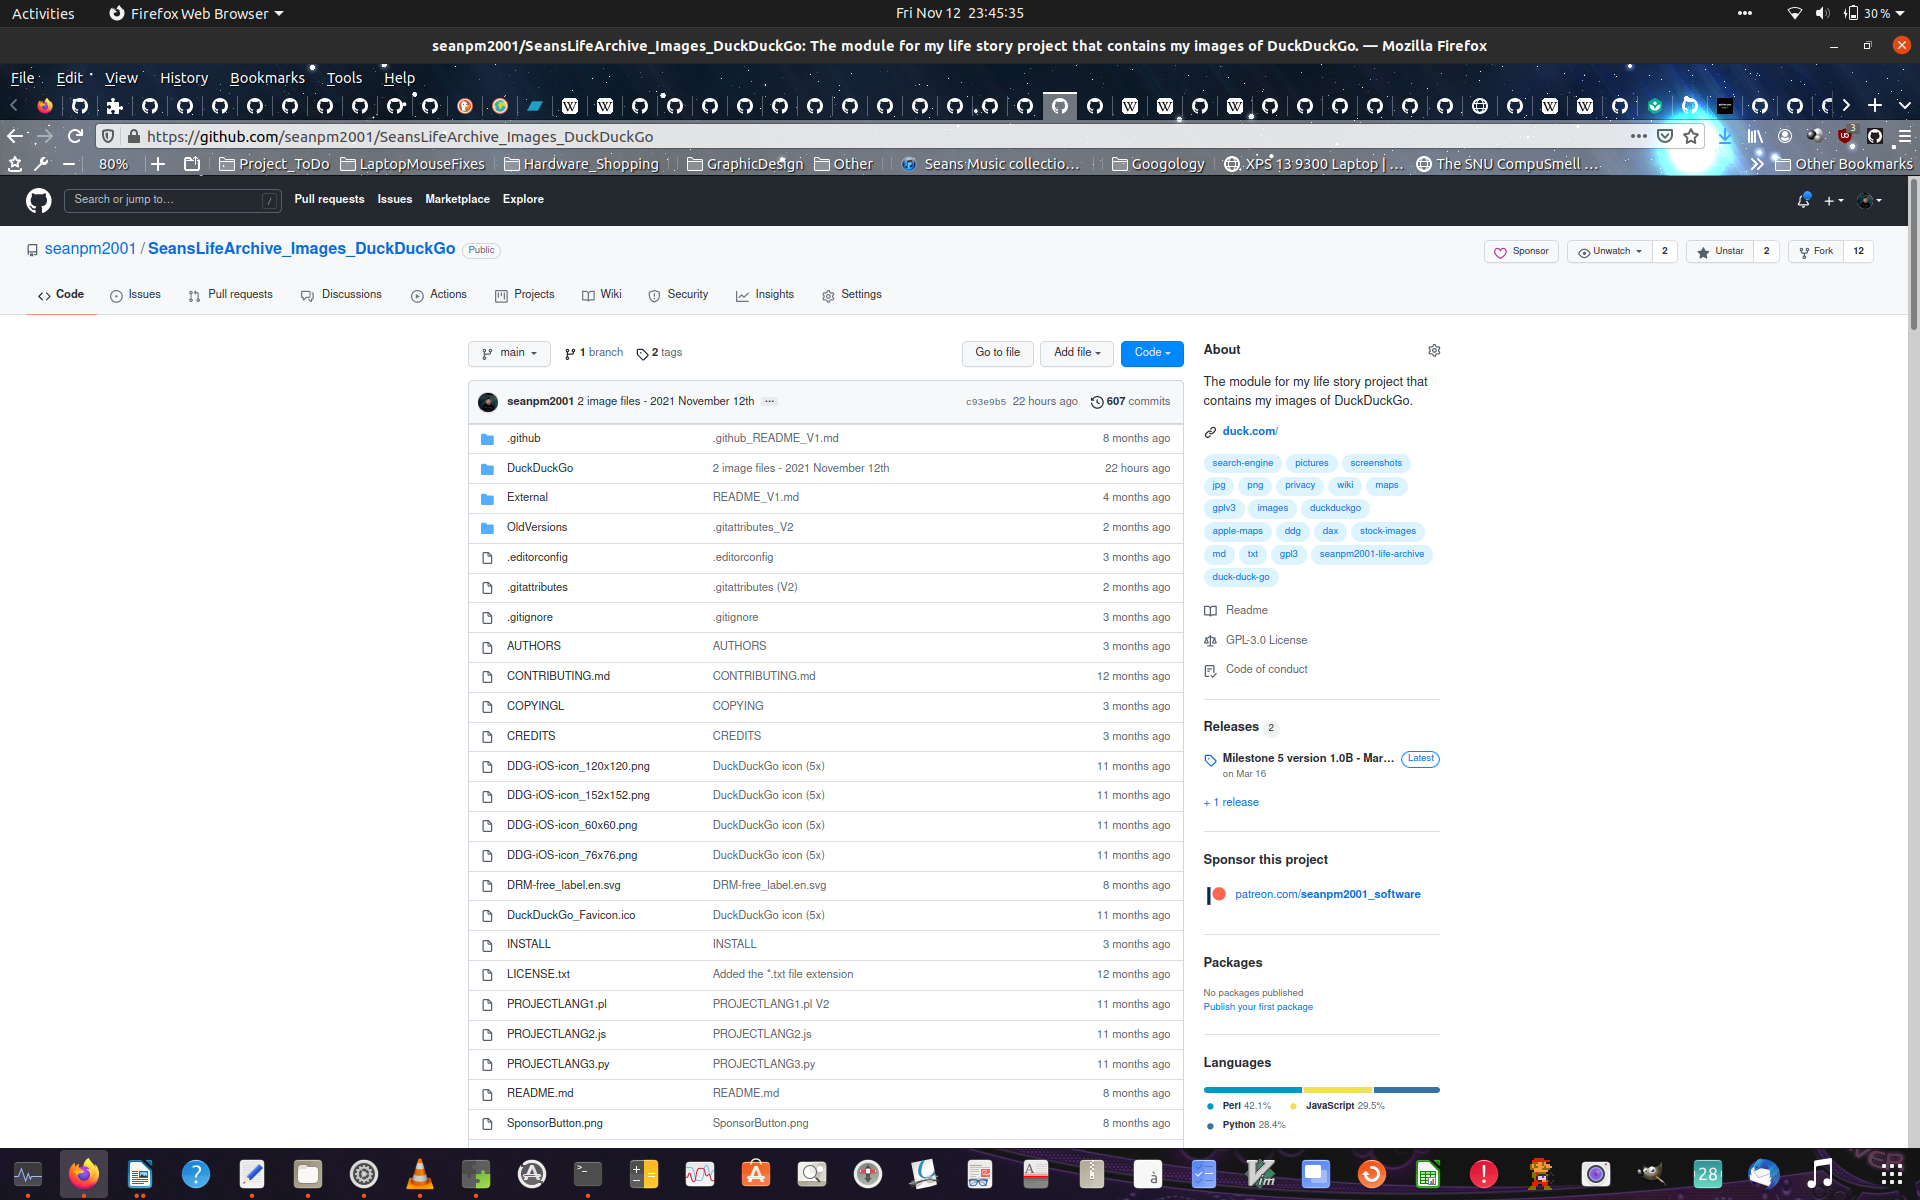 Activities Firefox Web Browser Fri Nov 12 23:45:35 30 %
seanpm2001/SeansLifeArchive_Images_DuckDuckGo: The module for my life story project that contains my images of DuckDuckGo. — Mozilla Firefox
File Edit View History Bookmarks Tools Help
https://github.com/seanpm2001/SeansLifeArchive_Images_DuckDuckGo 3
80% Project_ToDo LaptopMouseFixes Hardware_Shopping GraphicDesign Other Seans Music collectio… Googology XPS 13 9300 Laptop | … The SNU CompuSmell … Other Bookmarks
Search or jump to… / Pull requests Issues Marketplace Explore
seanpm2001 / SeansLifeArchive_Images_DuckDuckGo Public Sponsor Unwatch 2 Unstar 2 Fork 12
Code Issues Pull requests Discussions Actions Projects Wiki Security Insights Settings
main 1 branch 2 tags Go to file Add file Code
seanpm2001 2 image files - 2021 November 12th ... c93e9b5 22 hours ago 607 commits
.github .github_README_V1.md 8 months ago
DuckDuckGo 2 image files - 2021 November 12th 22 hours ago
External README_V1.md 4 months ago
OldVersions .gitattributes_V2 2 months ago
.editorconfig .editorconfig 3 months ago
.gitattributes .gitattributes (V2) 2 months ago
.gitignore .gitignore 3 months ago
AUTHORS AUTHORS 3 months ago
CONTRIBUTING.md CONTRIBUTING.md 12 months ago
COPYINGL COPYING 3 months ago
CREDITS CREDITS 3 months ago
DDG-iOS-icon_120x120.png DuckDuckGo icon (5x) 11 months ago
DDG-iOS-icon_152x152.png DuckDuckGo icon (5x) 11 months ago
DDG-iOS-icon_60x60.png DuckDuckGo icon (5x) 11 months ago
DDG-iOS-icon_76x76.png DuckDuckGo icon (5x) 11 months ago
DRM-free_label.en.svg DRM-free_label.en.svg 8 months ago
DuckDuckGo_Favicon.ico DuckDuckGo icon (5x) 11 months ago
INSTALL INSTALL 3 months ago
LICENSE.txt Added the *.txt file extension 12 months ago
PROJECTLANG1.pl PROJECTLANG1.pl V2 11 months ago
PROJECTLANG2.js PROJECTLANG2.js 11 months ago
PROJECTLANG3.py PROJECTLANG3.py 11 months ago
README.md README.md 8 months ago
SponsorButton.png SponsorButton.png 8 months ago
About
The module for my life story project that
contains my images of DuckDuckGo.
duck.com/
search-engine pictures screenshots
jpg png privacy wiki maps
gplv3 images duckduckgo
apple-maps ddg dax stock-images
md txt gpl3 seanpm2001-life-archive
duck-duck-go
Readme
GPL-3.0 License
Code of conduct
Releases 2
Milestone 5 version 1.0B - Mar… Latest
on Mar 16
+ 1 release
Sponsor this project
patreon.com/seanpm2001_software
Packages
No packages published
Publish your first package
Languages
Perl 42.1% JavaScript 29.5%
Python 28.4%
28